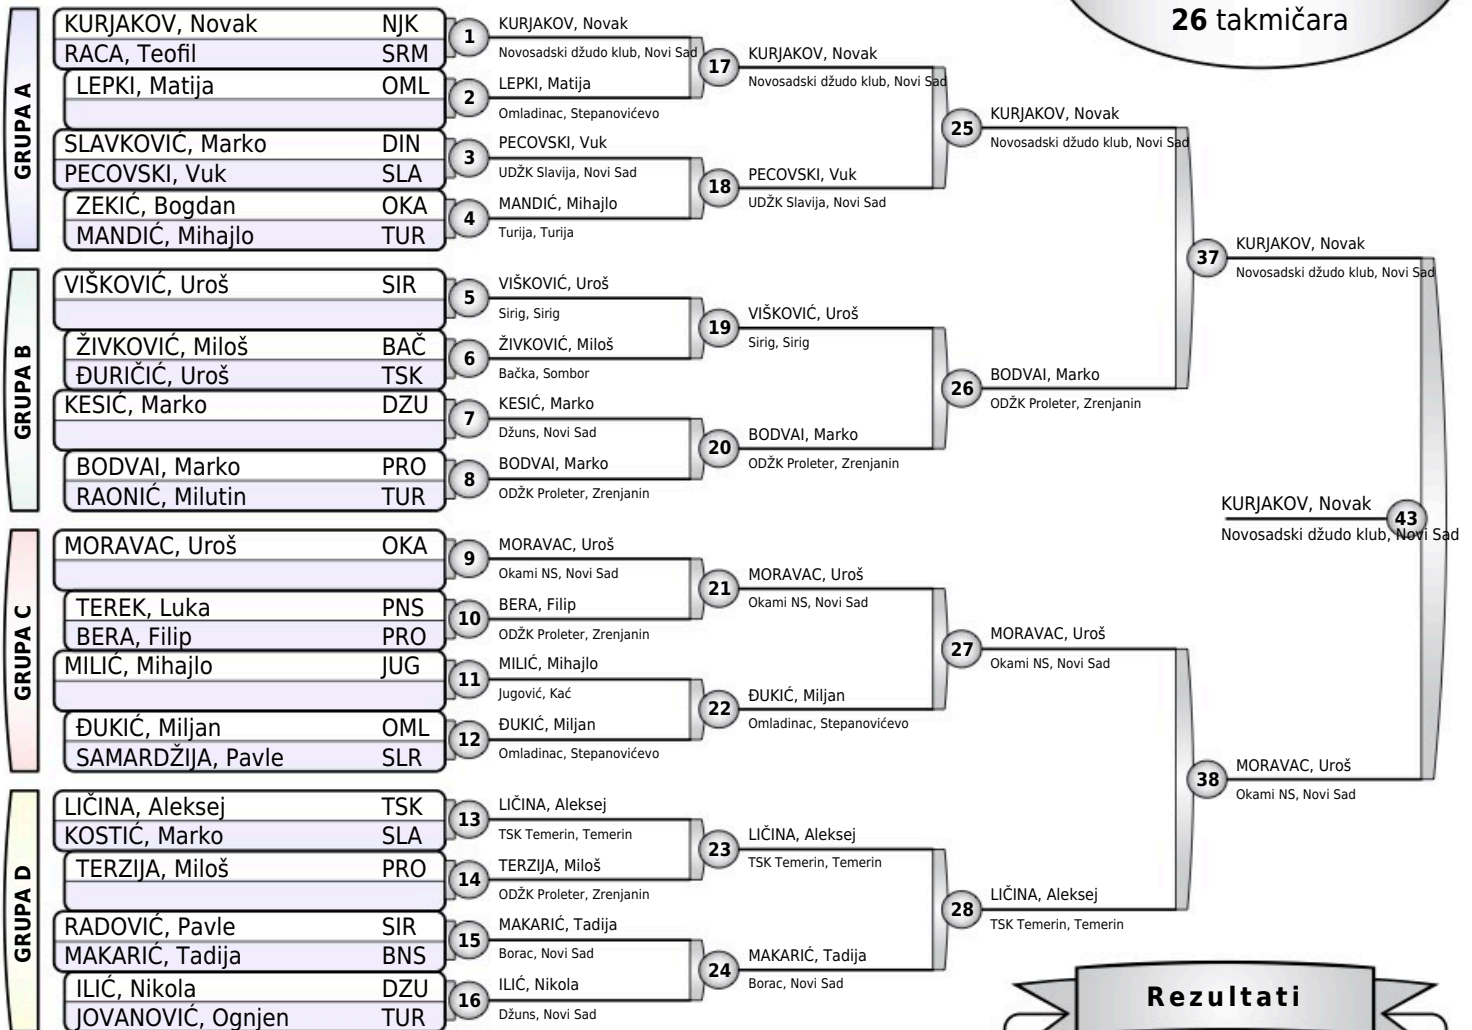 26 takmičara
GRUPA A
KURJAKOV, Novak NJK
RACA, Teofil SRM
LEPKI, Matija OML
SLAVKOVIĆ, Marko DIN
PECOVSKI, Vuk SLA
ZEKIĆ, Bogdan OKA
MANDIĆ, Mihajlo TUR
GRUPA B
VIŠKOVIĆ, Uroš SIR
ŽIVKOVIĆ, Miloš BAČ
ĐURIČIĆ, Uroš TSK
KESIĆ, Marko DZU
BODVAI, Marko PRO
RAONIĆ, Milutin TUR
GRUPA C
MORAVAC, Uroš OKA
TEREK, Luka PNS
BERA, Filip PRO
MILIĆ, Mihajlo JUG
ĐUKIĆ, Miljan OML
SAMARDŽIJA, Pavle SLR
GRUPA D
LIČINA, Aleksej TSK
KOSTIĆ, Marko SLA
TERZIJA, Miloš PRO
RADOVIĆ, Pavle SIR
MAKARIĆ, Tadija BNS
ILIĆ, Nikola DZU
JOVANOVIĆ, Ognjen TUR
1
KURJAKOV, Novak
Novosadski džudo klub, Novi Sad
2
LEPKI, Matija
Omladinac, Stepanovićevo
3
PECOVSKI, Vuk
UDŽK Slavija, Novi Sad
4
MANDIĆ, Mihajlo
Turija, Turija
5
VIŠKOVIĆ, Uroš
Sirig, Sirig
6
ŽIVKOVIĆ, Miloš
Bačka, Sombor
7
KESIĆ, Marko
Džuns, Novi Sad
8
BODVAI, Marko
ODŽK Proleter, Zrenjanin
9
MORAVAC, Uroš
Okami NS, Novi Sad
10
BERA, Filip
ODŽK Proleter, Zrenjanin
11
MILIĆ, Mihajlo
Jugović, Kać
12
ĐUKIĆ, Miljan
Omladinac, Stepanovićevo
13
LIČINA, Aleksej
TSK Temerin, Temerin
14
TERZIJA, Miloš
ODŽK Proleter, Zrenjanin
15
MAKARIĆ, Tadija
Borac, Novi Sad
16
ILIĆ, Nikola
Džuns, Novi Sad
17
KURJAKOV, Novak
Novosadski džudo klub, Novi Sad
18
PECOVSKI, Vuk
UDŽK Slavija, Novi Sad
19
VIŠKOVIĆ, Uroš
Sirig, Sirig
20
BODVAI, Marko
ODŽK Proleter, Zrenjanin
21
MORAVAC, Uroš
Okami NS, Novi Sad
22
ĐUKIĆ, Miljan
Omladinac, Stepanovićevo
23
LIČINA, Aleksej
TSK Temerin, Temerin
24
MAKARIĆ, Tadija
Borac, Novi Sad
25
KURJAKOV, Novak
Novosadski džudo klub, Novi Sad
26
BODVAI, Marko
ODŽK Proleter, Zrenjanin
27
MORAVAC, Uroš
Okami NS, Novi Sad
28
LIČINA, Aleksej
TSK Temerin, Temerin
37
KURJAKOV, Novak
Novosadski džudo klub, Novi Sad
38
MORAVAC, Uroš
Okami NS, Novi Sad
43
KURJAKOV, Novak
Novosadski džudo klub, Novi Sad
Rezultati